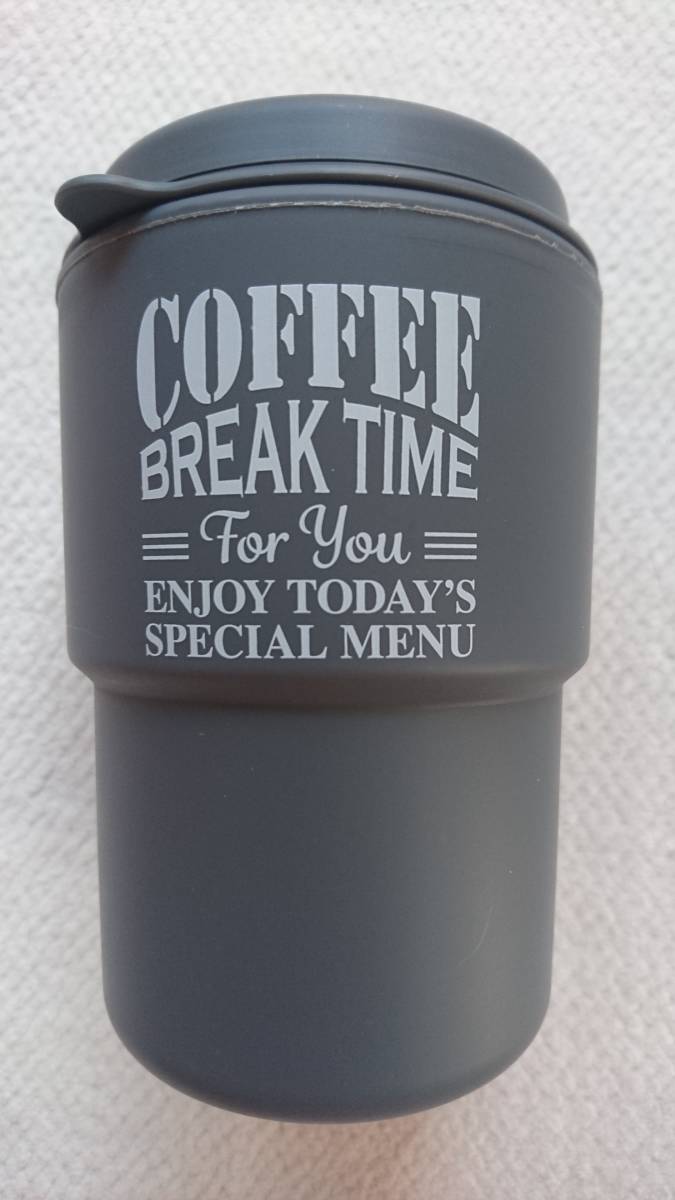 COFFEE
BREAK TIME
For You
ENJOY TODAY'S
SPECIAL MENU